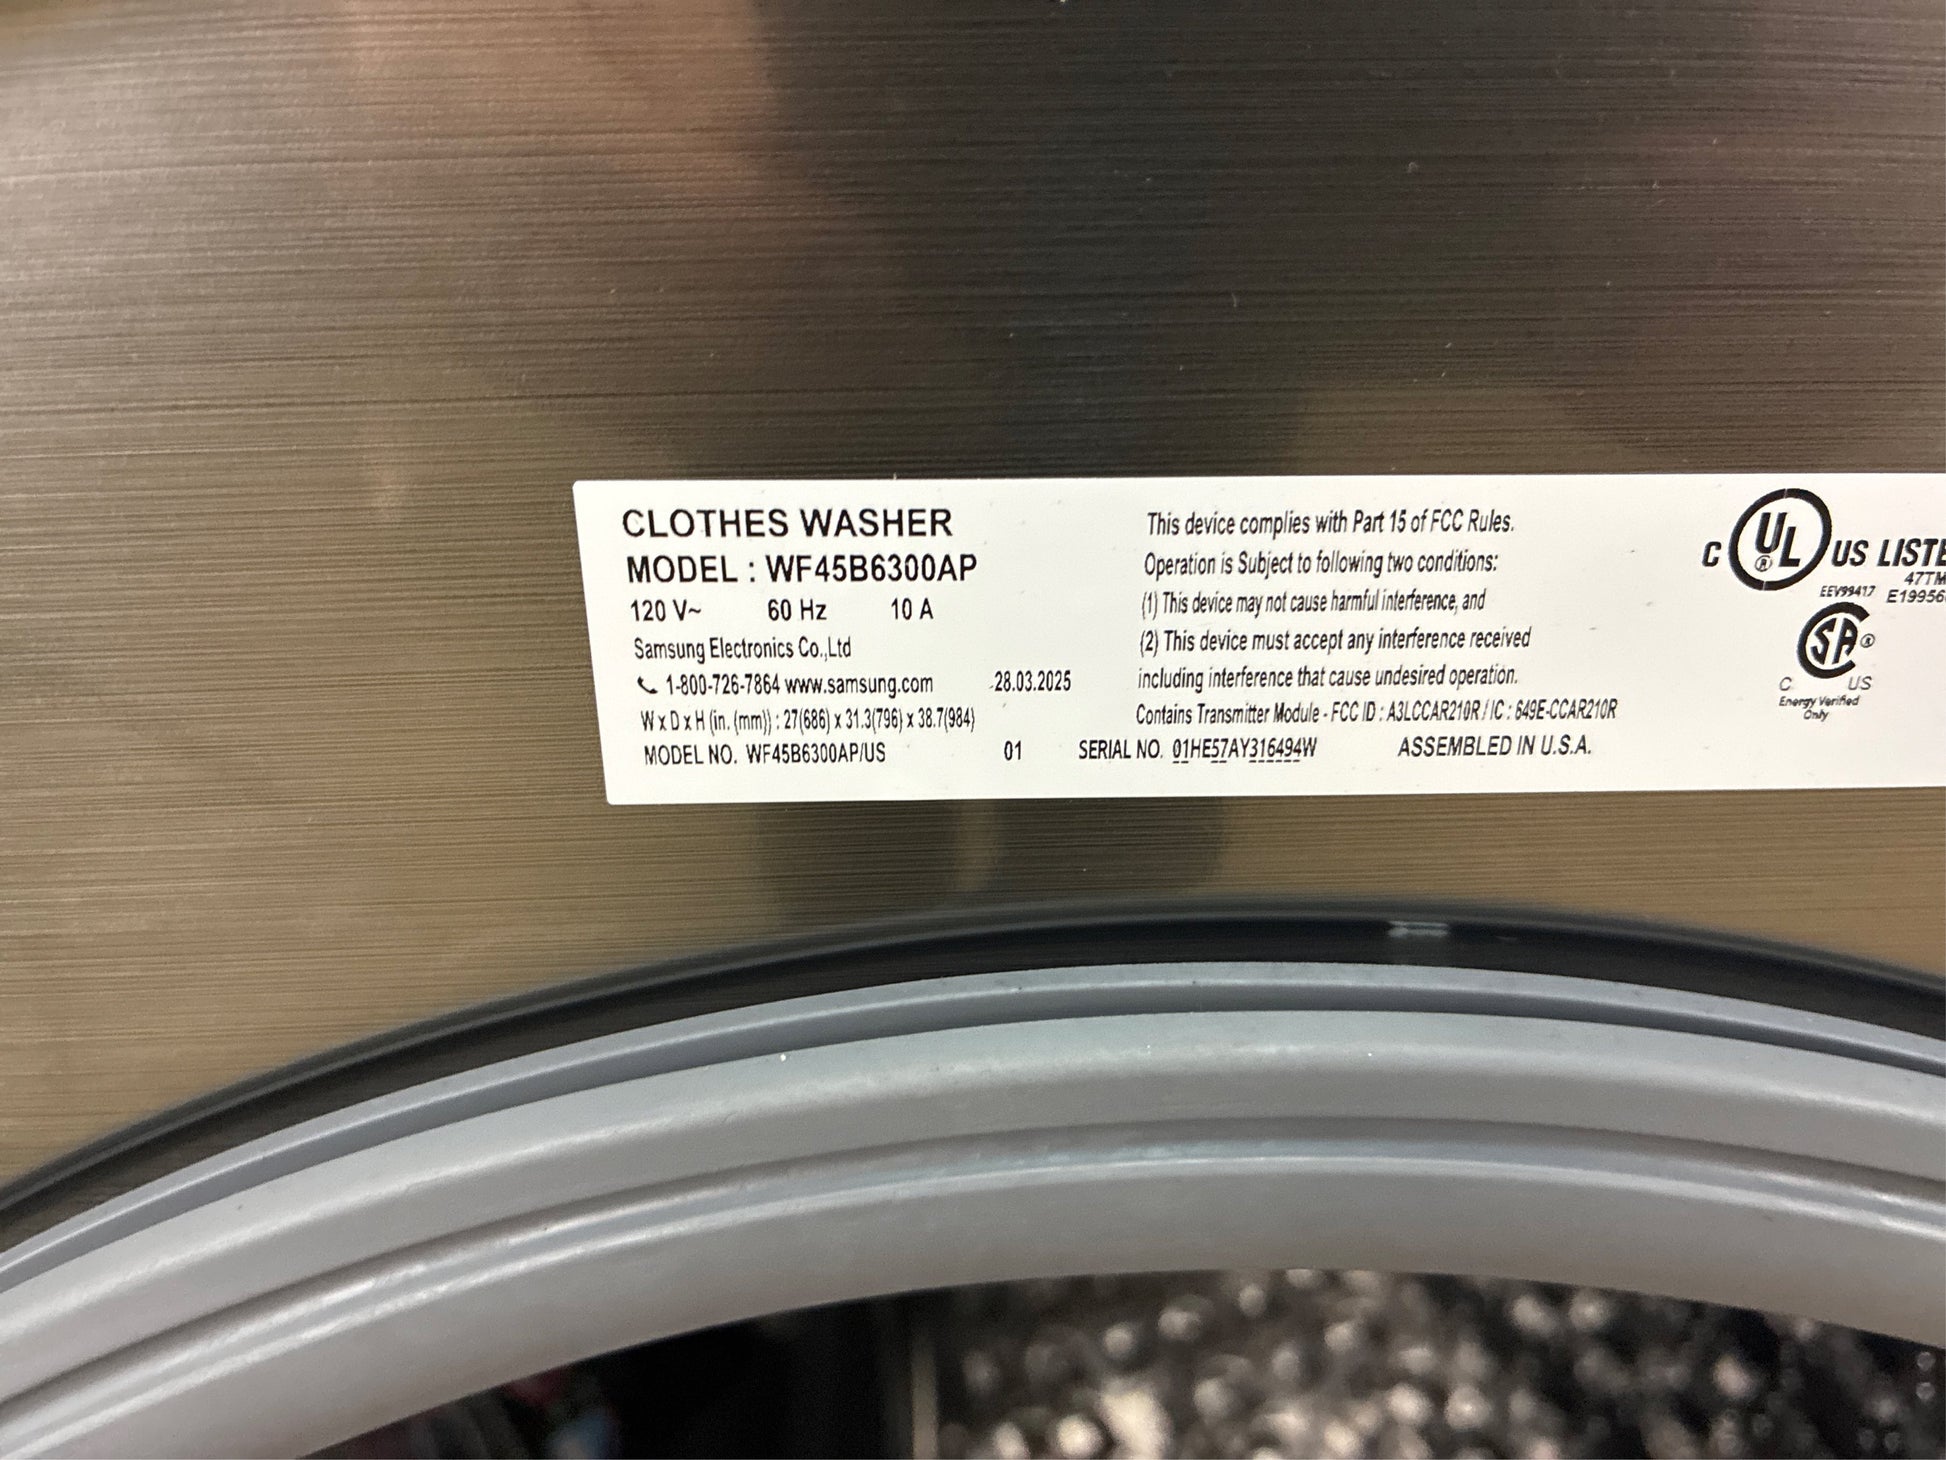 CLOTHES WASHER
MODEL : WF45B6300AP
120 V~ 60 Hz 10 A
Samsung Electronics Co.,Ltd
1-800-726-7864 www.samsung.com 28.03.2025
W x D x H (in. (mm)) : 27(686) x 31.3(796) x 38.7(984)
MODEL NO. WF45B6300AP/US 01 SERIAL NO. 01HE57AY316494W ASSEMBLED IN U.S.A.
This device complies with Part 15 of FCC Rules.
Operation is Subject to following two conditions:
(1) This device may not cause harmful interference, and
(2) This device must accept any interference received
including interference that cause undesired operation.
Contains Transmitter Module - FCC ID : A3LCCAR210R / IC : 649E-CCAR210R
C UL ® US LISTE
47TM
EEV99417 E19956
SA ®
C US
Energy Verified
Only